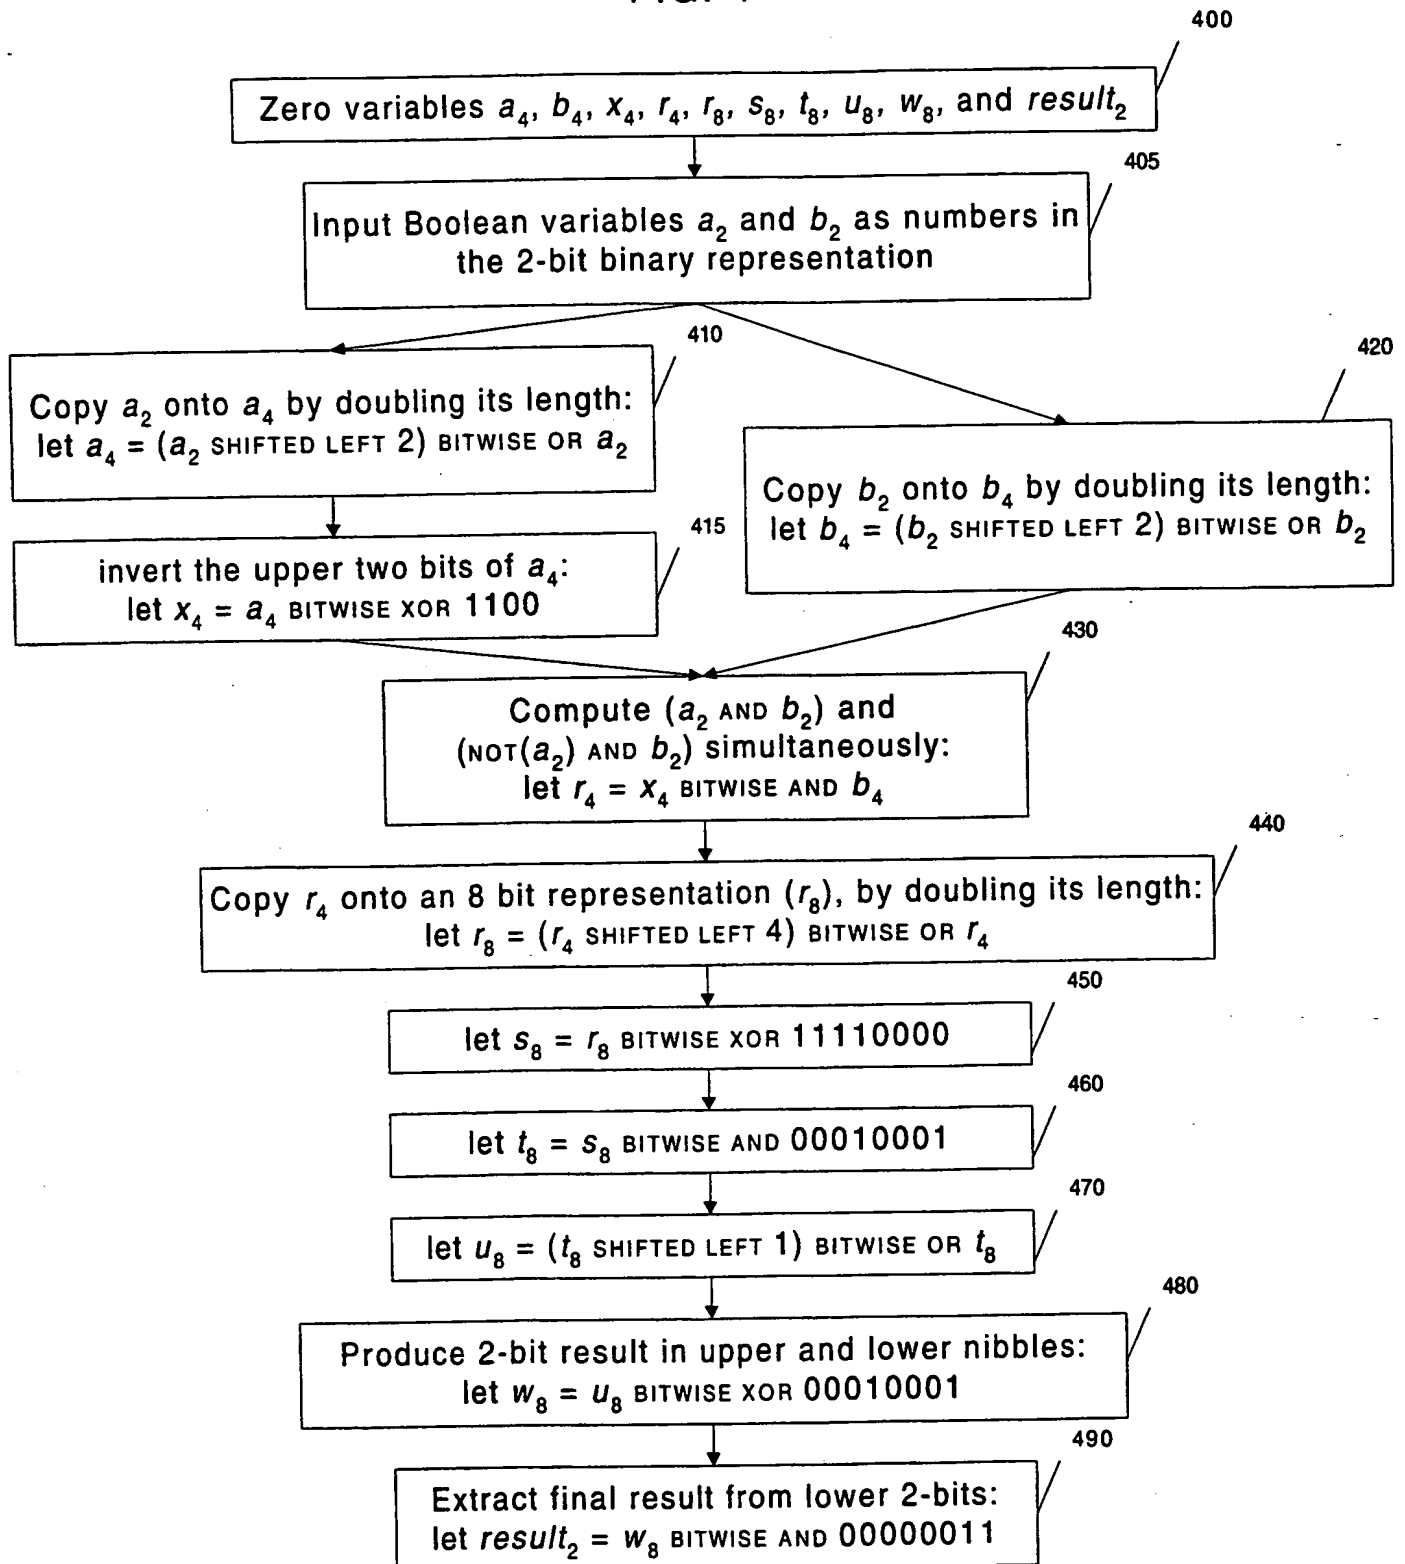 400
Zero variables a₄, b₄, x₄, r₄, r₈, s₈, t₈, u₈, w₈, and result₂
405
Input Boolean variables a₂ and b₂ as numbers in
the 2-bit binary representation
410
Copy a₂ onto a₄ by doubling its length:
let a₄ = (a₂ SHIFTED LEFT 2) BITWISE OR a₂
420
Copy b₂ onto b₄ by doubling its length:
let b₄ = (b₂ SHIFTED LEFT 2) BITWISE OR b₂
415
invert the upper two bits of a₄:
let x₄ = a₄ BITWISE XOR 1100
430
Compute (a₂ AND b₂) and
(NOT(a₂) AND b₂) simultaneously:
let r₄ = x₄ BITWISE AND b₄
440
Copy r₄ onto an 8 bit representation (r₈), by doubling its length:
let r₈ = (r₄ SHIFTED LEFT 4) BITWISE OR r₄
450
let s₈ = r₈ BITWISE XOR 11110000
460
let t₈ = s₈ BITWISE AND 00010001
470
let u₈ = (t₈ SHIFTED LEFT 1) BITWISE OR t₈
480
Produce 2-bit result in upper and lower nibbles:
let w₈ = u₈ BITWISE XOR 00010001
490
Extract final result from lower 2-bits:
let result₂ = w₈ BITWISE AND 00000011